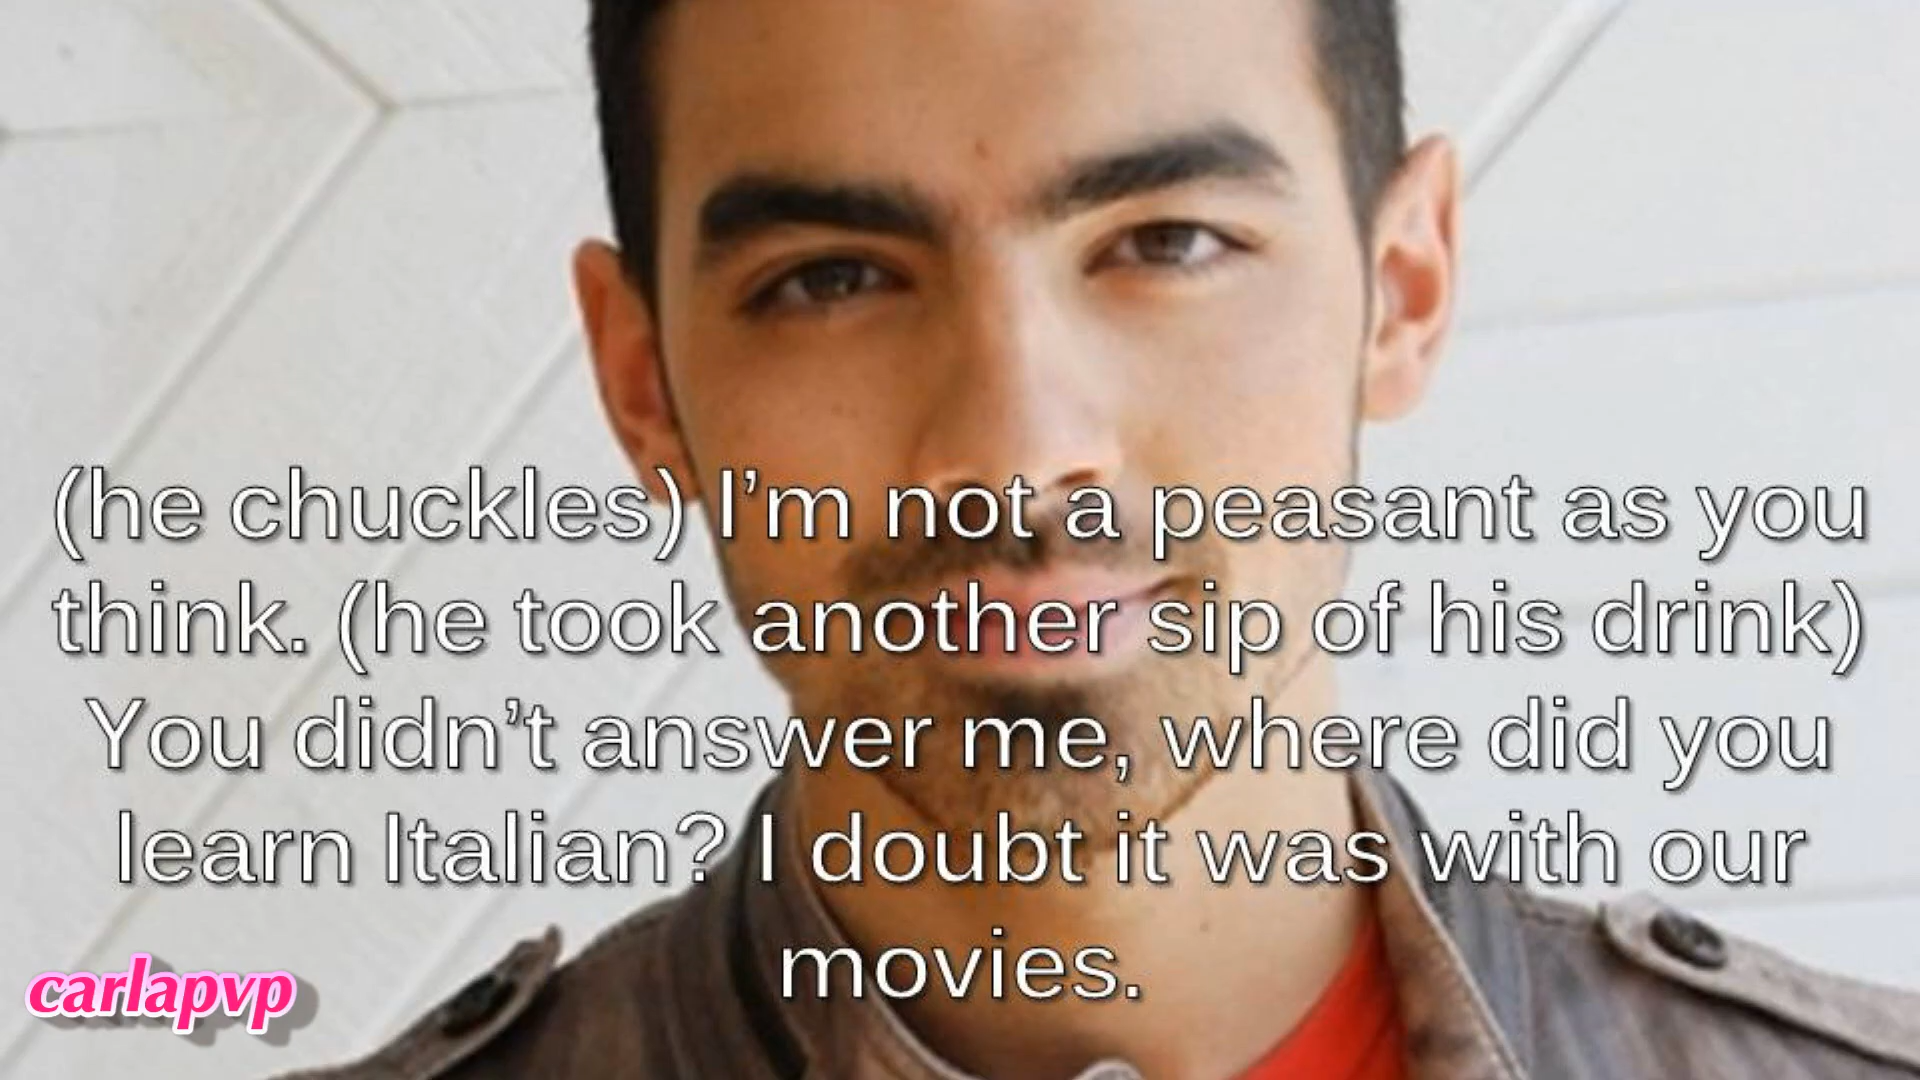 (he chuckles) I’m not a peasant as you
think. (he took another sip of his drink)
You didn’t answer me, where did you
learn Italian? I doubt it was with our
movies.
carlapvp